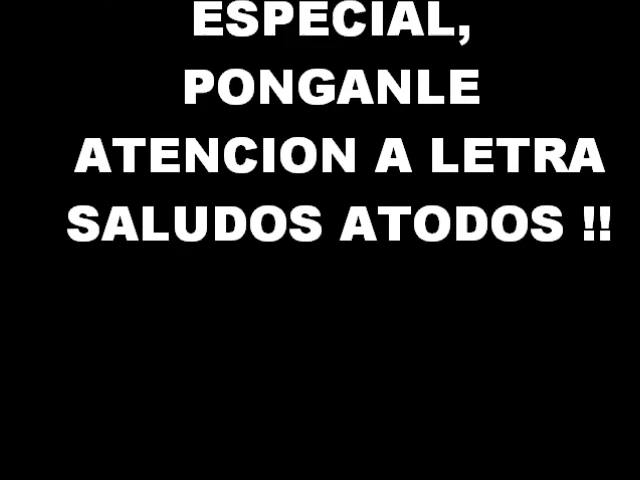 ESPECIAL,
PONGANLE
ATENCION A LETRA
SALUDOS ATODOS !!